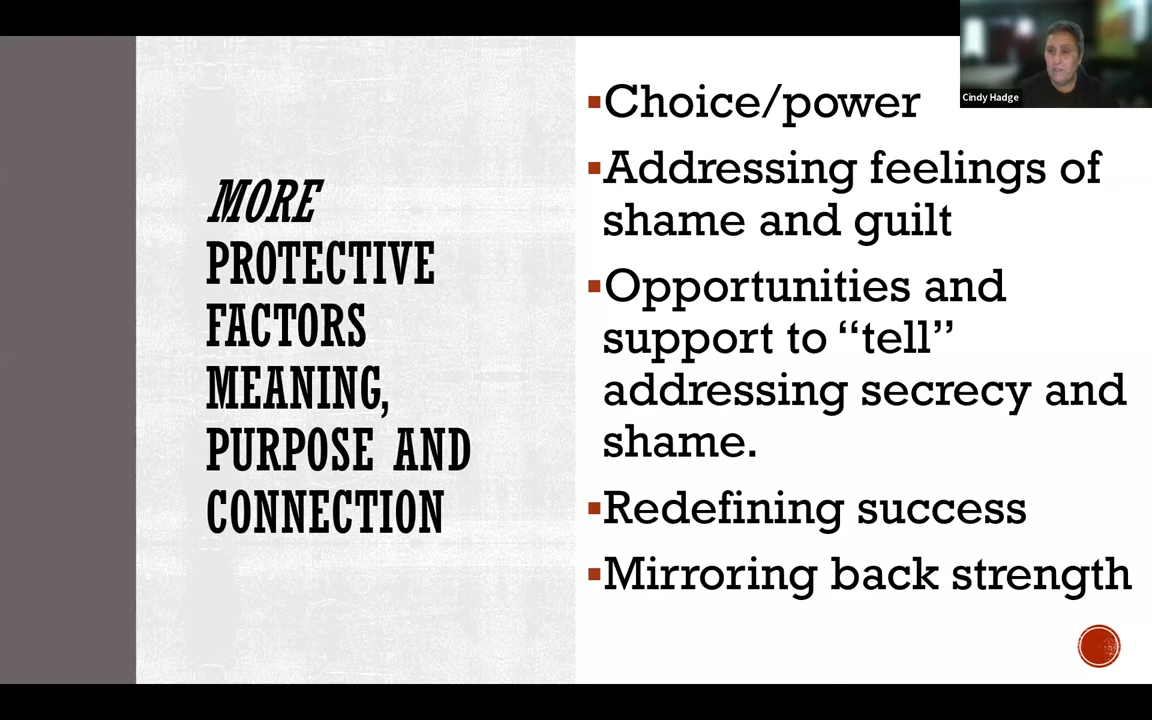 MORE
PROTECTIVE
FACTORS
MEANING,
PURPOSE AND
CONNECTION
▪Choice/power
▪Addressing feelings of
shame and guilt
▪Opportunities and
support to “tell”
addressing secrecy and
shame.
▪Redefining success
▪Mirroring back strength
Cindy Hadge